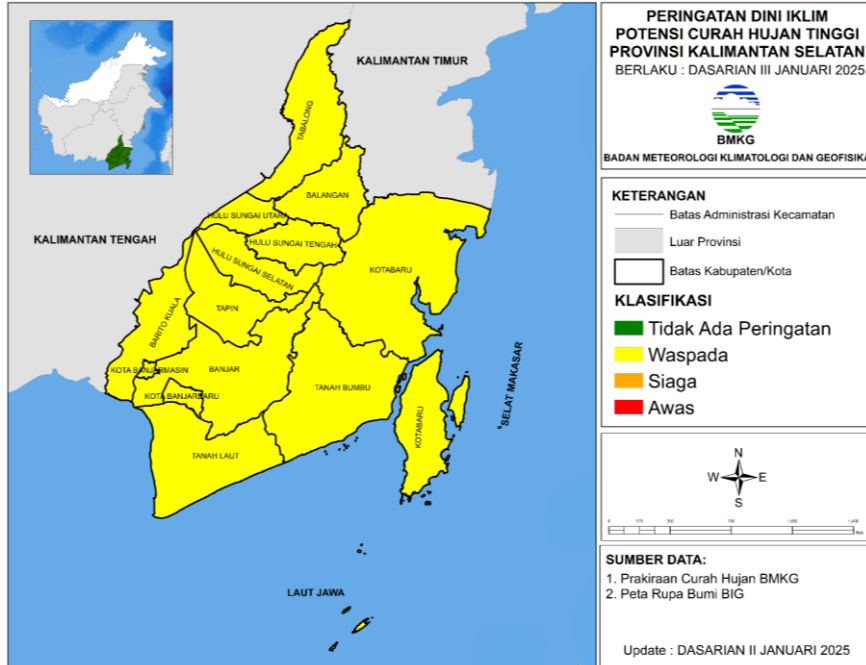 PERINGATAN DINI IKLIM
POTENSI CURAH HUJAN TINGGI
PROVINSI KALIMANTAN SELATAN
BERLAKU : DASARIAN III JANUARI 2025
BMKG
BADAN METEOROLOGI KLIMATOLOGI DAN GEOFISIKA
KALIMANTAN TIMUR
KALIMANTAN TENGAH
TABALONG
BALANGAN
HULU SUNGAI UTARA
HULU SUNGAI TENGAH
HULU SUNGAI SELATAN
KOTABARU
TAPIN
BARITO KUALA
BANJAR
KOTA BANJARMASIN
KOTA BANJARBARU
TANAH BUMBU
TANAH LAUT
KOTABARU
'SELAT MAKASAR
LAUT JAWA
KETERANGAN
Batas Administrasi Kecamatan
Luar Provinsi
Batas Kabupaten/Kota
KLASIFIKASI
Tidak Ada Peringatan
Waspada
Siaga
Awas
N
W E
S
SUMBER DATA:
1. Prakiraan Curah Hujan BMKG
2. Peta Rupa Bumi BIG
Update : DASARIAN II JANUARI 2025